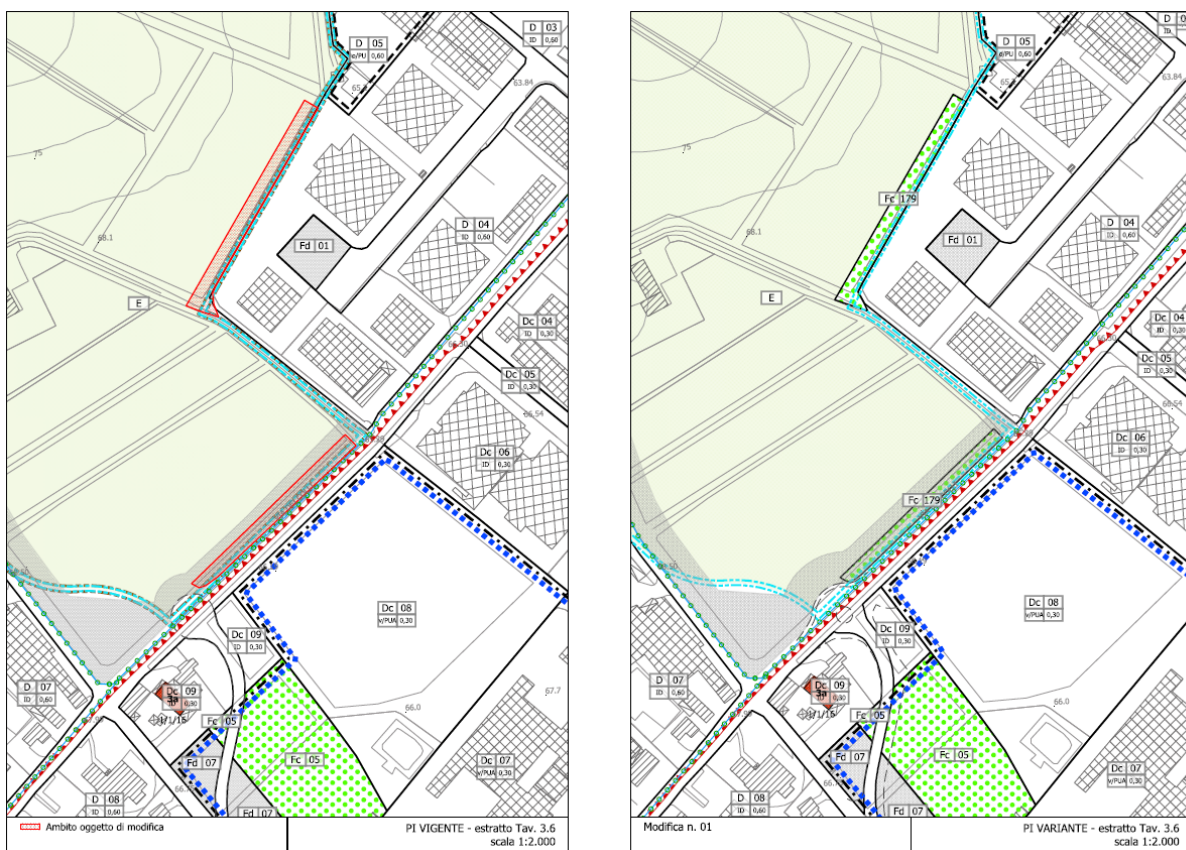 D 05
e/PU 0,60
D 03
ID 0,60
63.84
75
68.1
D 04
ID 0,60
Fd 01
E
Dc 04
ID 0,30
Dc 05
ID 0,30
66.54
Dc 06
ID 0,30
Dc 08
v/PUA 0,30
Dc 09
ID 0,30
D 07
ID 0,60
Dc 09
ID 0,30
3a
Fc 05
67.7
66.0
Fd 07
Fc 05
Dc 07
v/PUA 0,30
D 08
ID 0,60
Fd 07
Ambito oggetto di modifica
PI VIGENTE - estratto Tav. 3.6
scala 1:2.000
D 05
e/PU 0,60
63.84
75
Fc 179
68.1
D 04
ID 0,60
Fd 01
E
Dc 04
0,30
Dc 05
ID 0,30
66.54
Dc 06
ID 0,30
Fc 179
Dc 08
v/PUA 0,30
Dc 09
ID 0,30
D 07
ID 0,60
Dc 09
0,30
3a
Fc 05
67.7
66.0
Fd 07
Fc 05
Dc 07
v/PUA 0,30
D 08
ID 0,60
Fd 07
Modifica n. 01
PI VARIANTE - estratto Tav. 3.6
scala 1:2.000